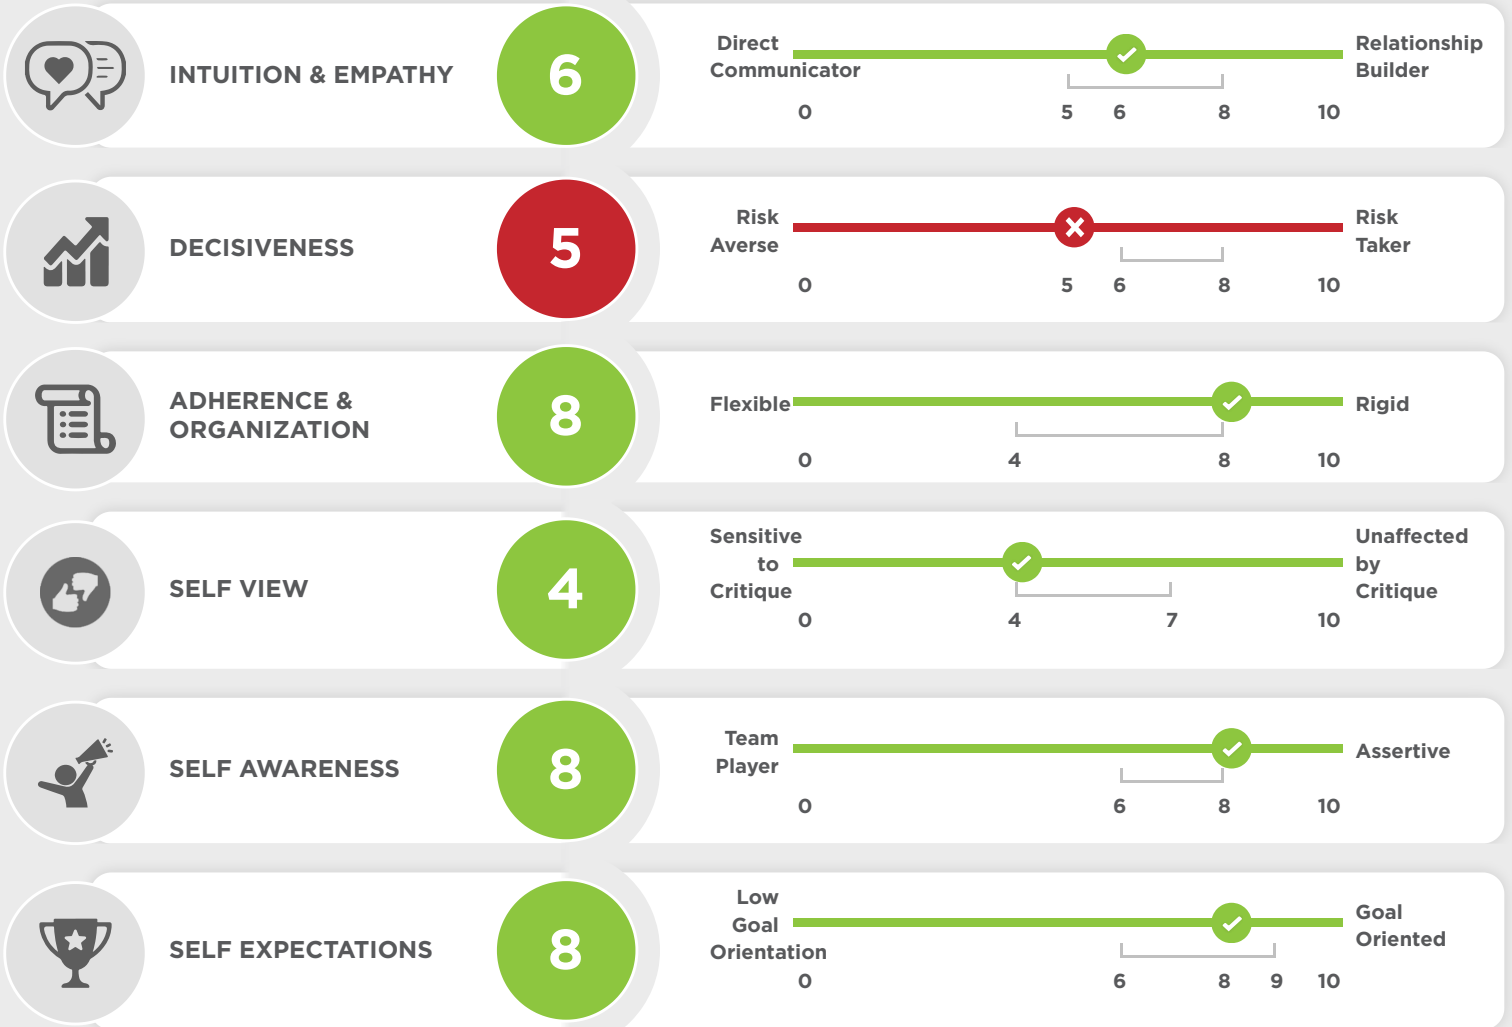 INTUITION & EMPATHY
6
Direct
Communicator
Relationship
Builder
0 5 6 8 10
DECISIVENESS
5
Risk
Averse
Risk
Taker
0 5 6 8 10
ADHERENCE &
ORGANIZATION
8
Flexible
Rigid
0 4 8 10
SELF VIEW
4
Sensitive
to
Critique
Unaffected
by
Critique
0 4 7 10
SELF AWARENESS
8
Team
Player
Assertive
0 6 8 10
SELF EXPECTATIONS
8
Low
Goal
Orientation
Goal
Oriented
0 6 8 9 10